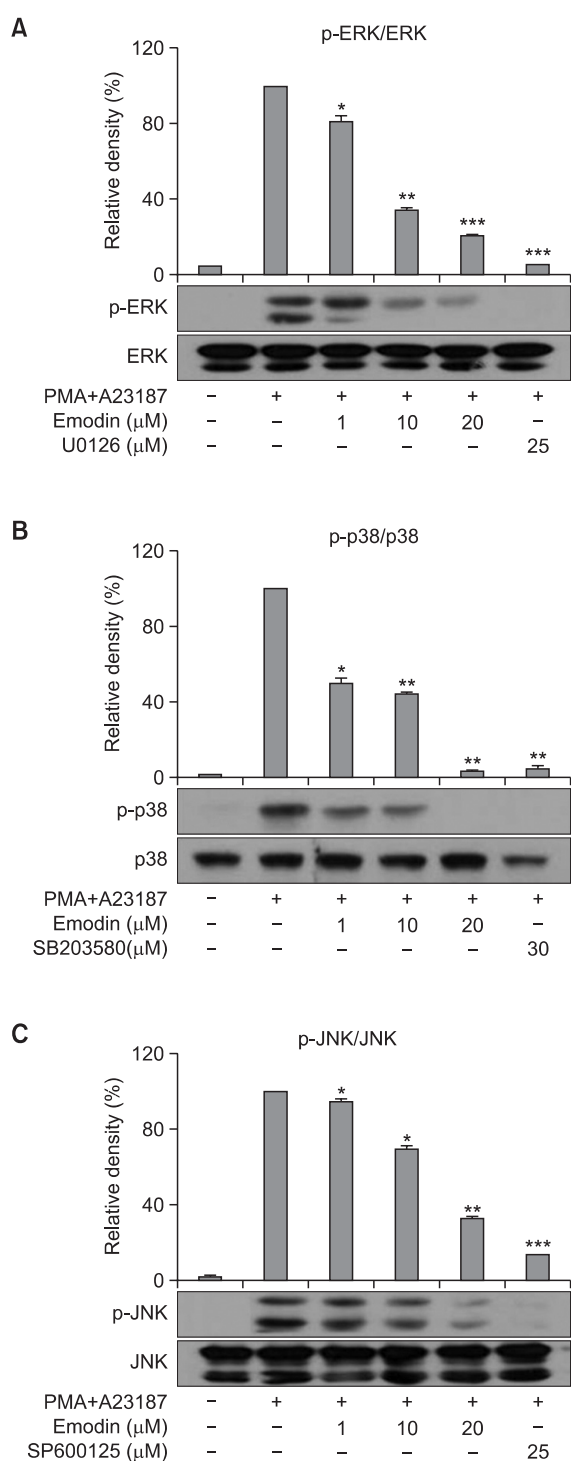 A
p-ERK/ERK
Relative density (%)
120
80
40
0
*
**
***
***
p-ERK
ERK
PMA+A23187 – + + + + +
Emodin (μM) – – 1 10 20 –
U0126 (μM) – – – – – 25
B
p-p38/p38
Relative density (%)
120
80
40
0
*
**
**
**
p-p38
p38
PMA+A23187 – + + + + +
Emodin (μM) – – 1 10 20 –
SB203580(μM) – – – – – 30
C
p-JNK/JNK
Relative density (%)
120
80
40
0
*
*
**
***
p-JNK
JNK
PMA+A23187 – + + + + +
Emodin (μM) – – 1 10 20 –
SP600125 (μM) – – – – – 25